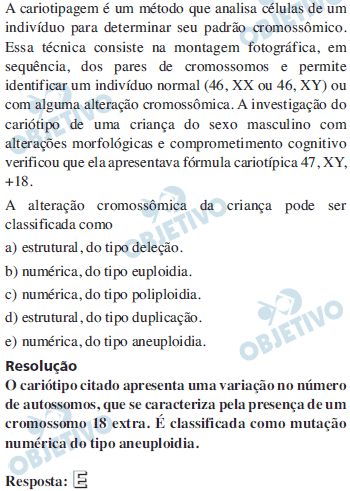 A cariotipagem é um método que analisa células de um
indivíduo para determinar seu padrão cromossômico.
Essa técnica consiste na montagem fotográfica, em
sequência, dos pares de cromossomos e permite
identificar um indivíduo normal (46, XX ou 46, XY) ou
com alguma alteração cromossômica. A investigação do
cariótipo de uma criança do sexo masculino com
alterações morfológicas e comprometimento cognitivo
verificou que ela apresentava fórmula cariotípica 47, XY,
+18.
A alteração cromossômica da criança pode ser
classificada como
a) estrutural, do tipo deleção.
b) numérica, do tipo euploidia.
c) numérica, do tipo poliploidia.
d) estrutural, do tipo duplicação.
e) numérica, do tipo aneuploidia.
Resolução
O cariótipo citado apresenta uma variação no número
de autossomos, que se caracteriza pela presença de um
cromossomo 18 extra. É classificada como mutação
numérica do tipo aneuploidia.
Resposta: E
OBJETIVO
OBJETIVO
OBJETIVO
OBJETIVO
OBJETIVO